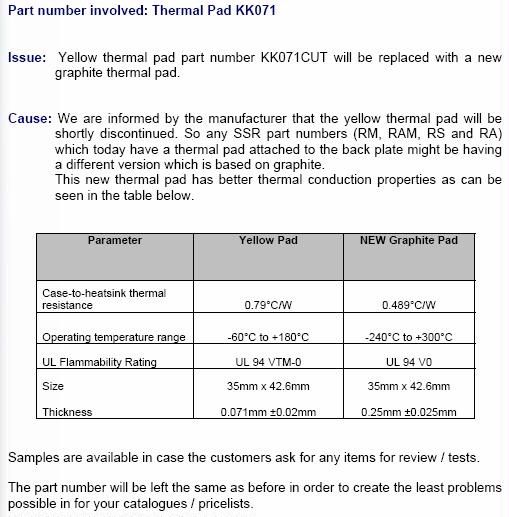 Part number involved: Thermal Pad KK071
Issue: Yellow thermal pad part number KK071CUT will be replaced with a new
graphite thermal pad.
Cause: We are informed by the manufacturer that the yellow thermal pad will be
shortly discontinued. So any SSR part numbers (RM, RAM, RS and RA)
which today have a thermal pad attached to the back plate might be having
a different version which is based on graphite.
This new thermal pad has better thermal conduction properties as can be
seen in the table below.
Parameter Yellow Pad NEW Graphite Pad
Case-to-heatsink thermal
resistance 0.79°C/W 0.489°C/W
Operating temperature range -60°C to +180°C -240°C to +300°C
UL Flammability Rating UL 94 VTM-0 UL 94 V0
Size 35mm x 42.6mm 35mm x 42.6mm
Thickness 0.071mm ±0.02mm 0.25mm ±0.025mm
Samples are available in case the customers ask for any items for review / tests.
The part number will be left the same as before in order to create the least problems
possible in for your catalogues / pricelists.